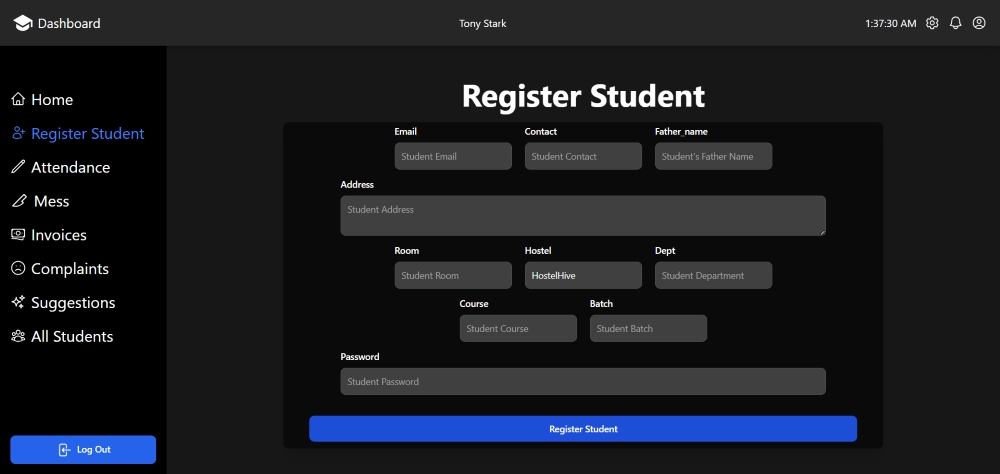 Dashboard
Tony Stark
1:37:30 AM
Home
Register Student
Attendance
Mess
Invoices
Complaints
Suggestions
All Students
Log Out
Register Student
Email Contact Father_name
Student Email Student Contact Student's Father Name
Address
Student Address
Room Hostel Dept
Student Room HostelHive Student Department
Course Batch
Student Course Student Batch
Password
Student Password
Register Student